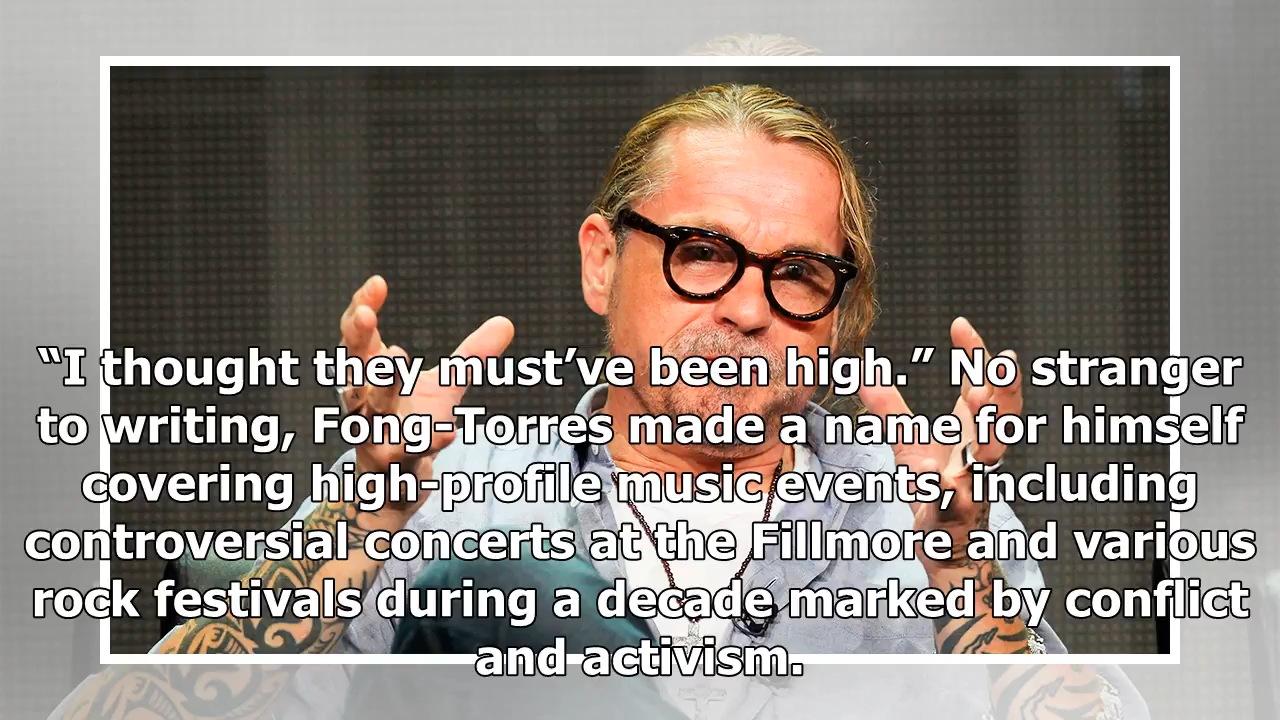 “I thought they must’ve been high.” No stranger
to writing, Fong-Torres made a name for himself
covering high-profile music events, including
controversial concerts at the Fillmore and various
rock festivals during a decade marked by conflict
and activism.